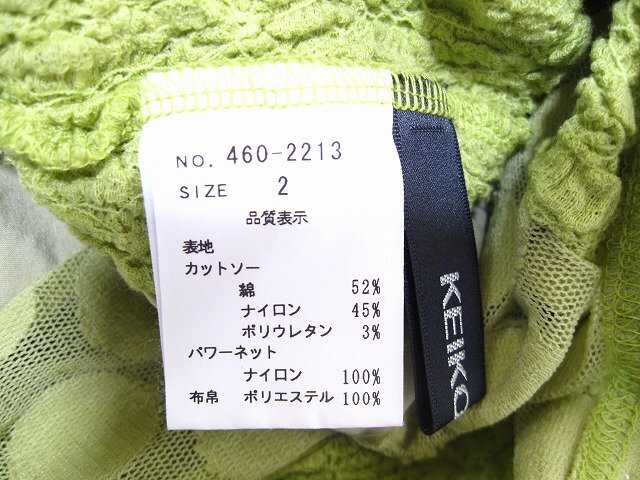 NO. 460-2213
SIZE 2
品質表示
表地
カットソー
綿 52%
ナイロン 45%
ポリウレタン 3%
パワーネット
ナイロン 100%
布帛 ポリエステル 100%
KEIKO